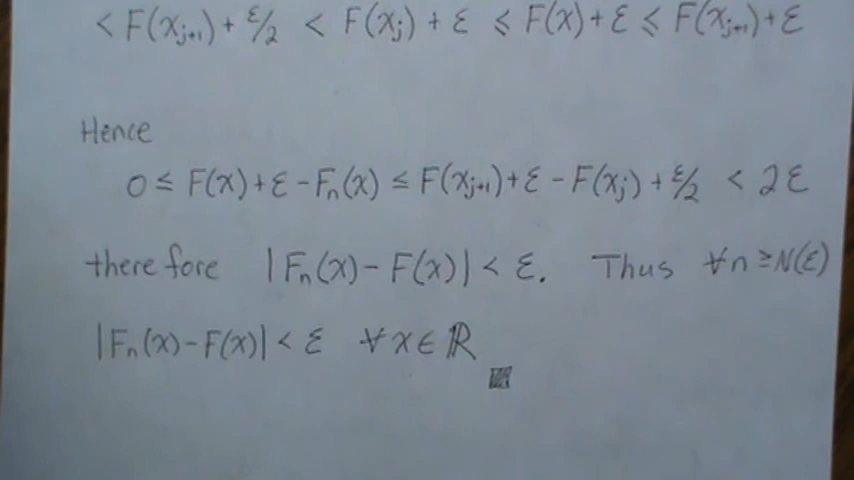 < F(x_{j+1}) + ε/2 < F(x_j) + ε ≤ F(x) + ε ≤ F(x_{j+1}) + ε
Hence
0 ≤ F(x) + ε - F_n(x) ≤ F(x_{j+1}) + ε - F(x_j) + ε/2 < 2ε
therefore |F_n(x) - F(x)| < ε. Thus ∀n ≥ N(ε)
|F_n(x) - F(x)| < ε ∀ x ∈ ℝ